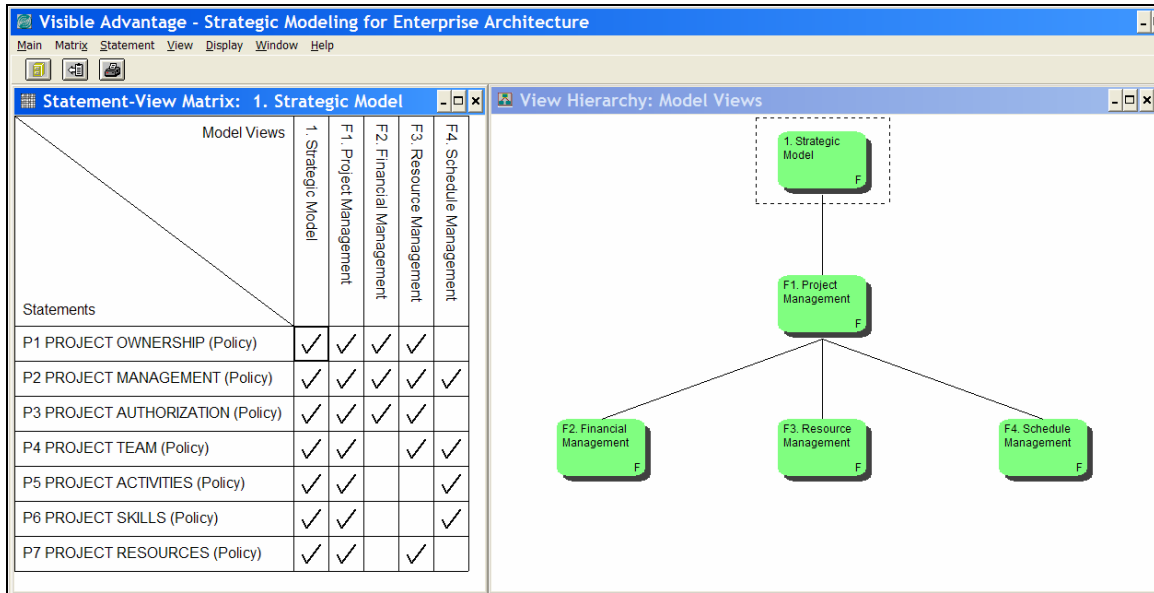 Visible Advantage - Strategic Modeling for Enterprise Architecture
Main Matrix Statement View Display Window Help
Statement-View Matrix: 1. Strategic Model
Model Views
1. Strategic Model
F1. Project Management
F2. Financial Management
F3. Resource Management
F4. Schedule Management
Statements
P1 PROJECT OWNERSHIP (Policy)
P2 PROJECT MANAGEMENT (Policy)
P3 PROJECT AUTHORIZATION (Policy)
P4 PROJECT TEAM (Policy)
P5 PROJECT ACTIVITIES (Policy)
P6 PROJECT SKILLS (Policy)
P7 PROJECT RESOURCES (Policy)
View Hierarchy: Model Views
1. Strategic
Model
F
F1. Project
Management
F
F2. Financial
Management
F
F3. Resource
Management
F
F4. Schedule
Management
F